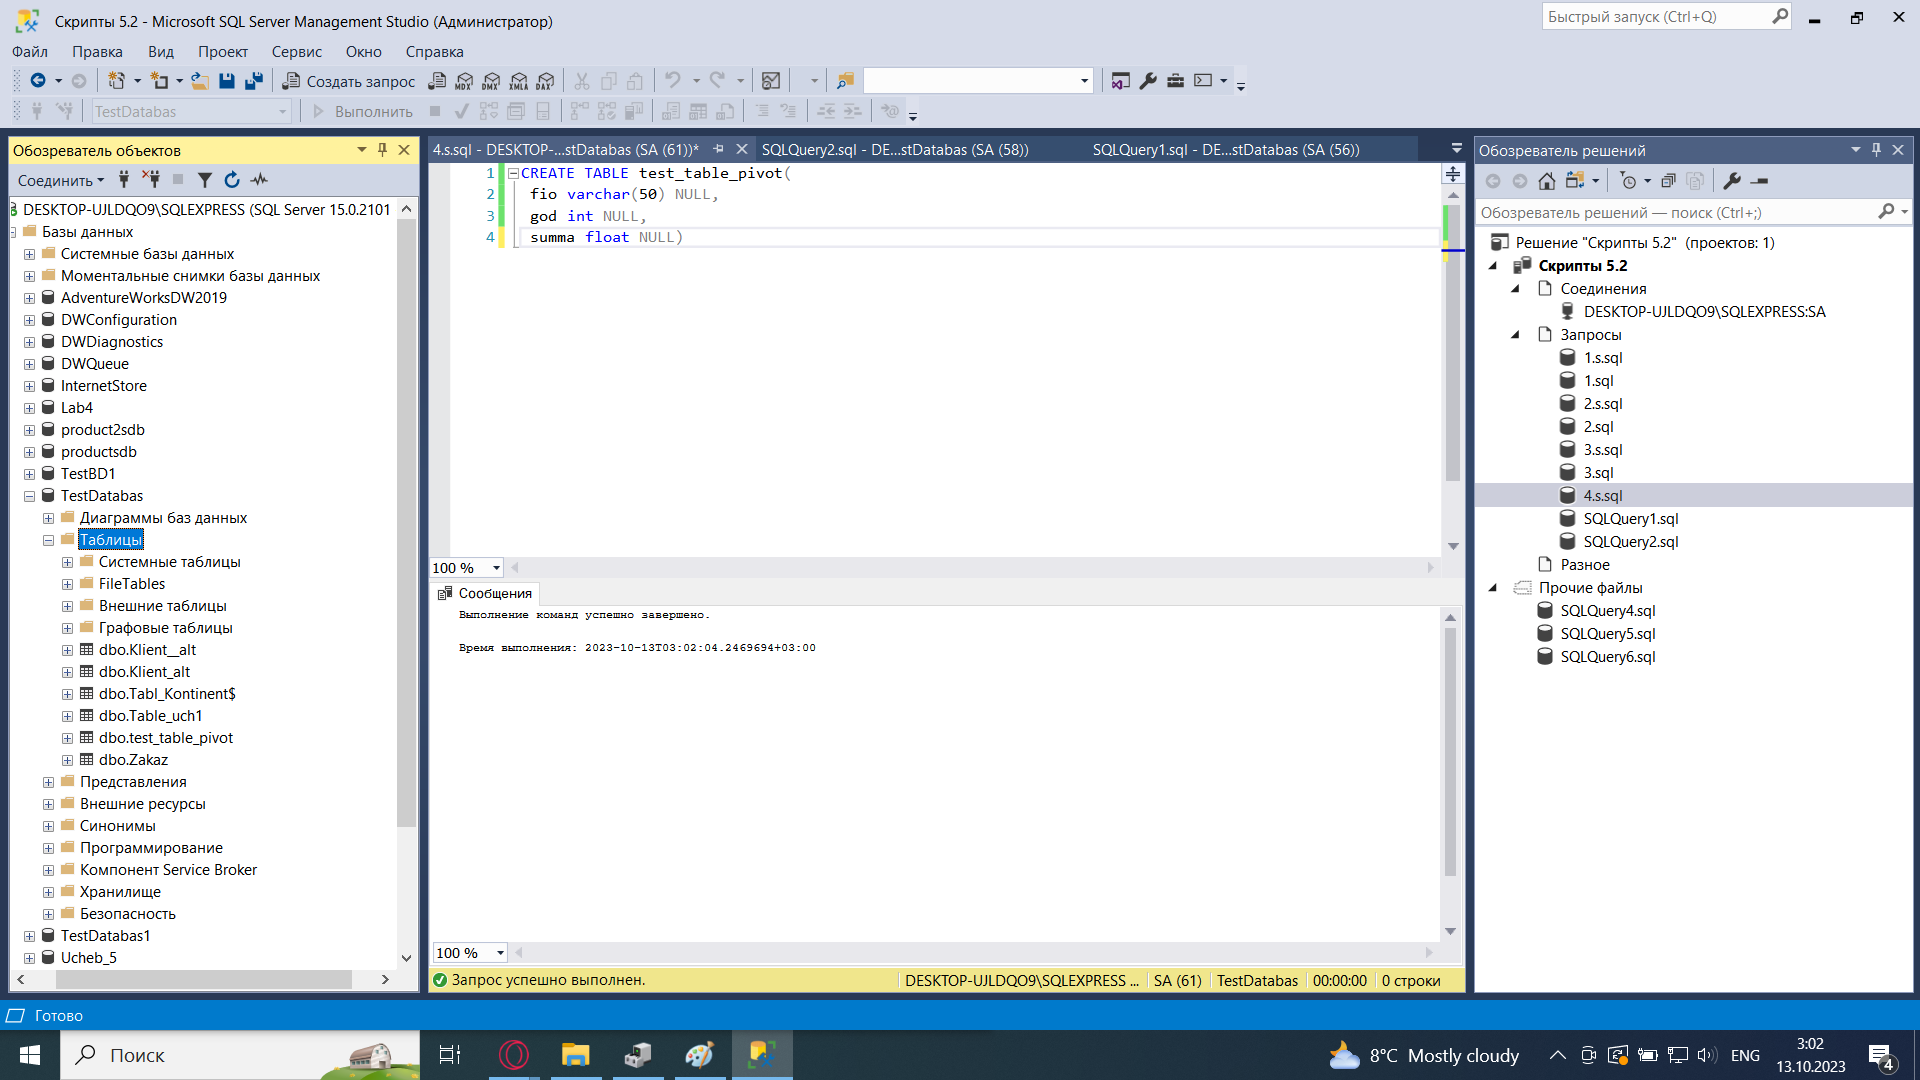 Скрипты 5.2 - Microsoft SQL Server Management Studio (Администратор)
Быстрый запуск (Ctrl+Q)
Файл Правка Вид Проект Сервис Окно Справка
Создать запрос MDX DMX XMLA DAX
TestDatabas Выполнить
Обозреватель объектов
Соединить
DESKTOP-UJLDQO9\SQLEXPRESS (SQL Server 15.0.2101
Базы данных
Системные базы данных
Моментальные снимки базы данных
AdventureWorksDW2019
DWConfiguration
DWDiagnostics
DWQueue
InternetStore
Lab4
product2sdb
productsdb
TestBD1
TestDatabas
Диаграммы баз данных
Таблицы
Системные таблицы
FileTables
Внешние таблицы
Графовые таблицы
dbo.Klient__alt
dbo.Klient_alt
dbo.Tabl_Kontinent$
dbo.Table_uch1
dbo.test_table_pivot
dbo.Zakaz
Представления
Внешние ресурсы
Синонимы
Программирование
Компонент Service Broker
Хранилище
Безопасность
TestDatabas1
Ucheb_5
4.s.sql - DESKTOP-...stDatabas (SA (61))* SQLQuery2.sql - DE...stDatabas (SA (58)) SQLQuery1.sql - DE...stDatabas (SA (56))
1 CREATE TABLE test_table_pivot(
2 fio varchar(50) NULL,
3 god int NULL,
4 summa float NULL)
100 %
Сообщения
Выполнение команд успешно завершено.
Время выполнения: 2023-10-13T03:02:04.2469694+03:00
100 %
Запрос успешно выполнен. DESKTOP-UJLDQO9\SQLEXPRESS ... SA (61) TestDatabas 00:00:00 0 строки
Обозреватель решений
Обозреватель решений — поиск (Ctrl+;)
Решение "Скрипты 5.2" (проектов: 1)
Скрипты 5.2
Соединения
DESKTOP-UJLDQO9\SQLEXPRESS:SA
Запросы
1.s.sql
1.sql
2.s.sql
2.sql
3.s.sql
3.sql
4.s.sql
SQLQuery1.sql
SQLQuery2.sql
Разное
Прочие файлы
SQLQuery4.sql
SQLQuery5.sql
SQLQuery6.sql
Готово
Поиск
8°C Mostly cloudy
ENG
3:02
13.10.2023
4